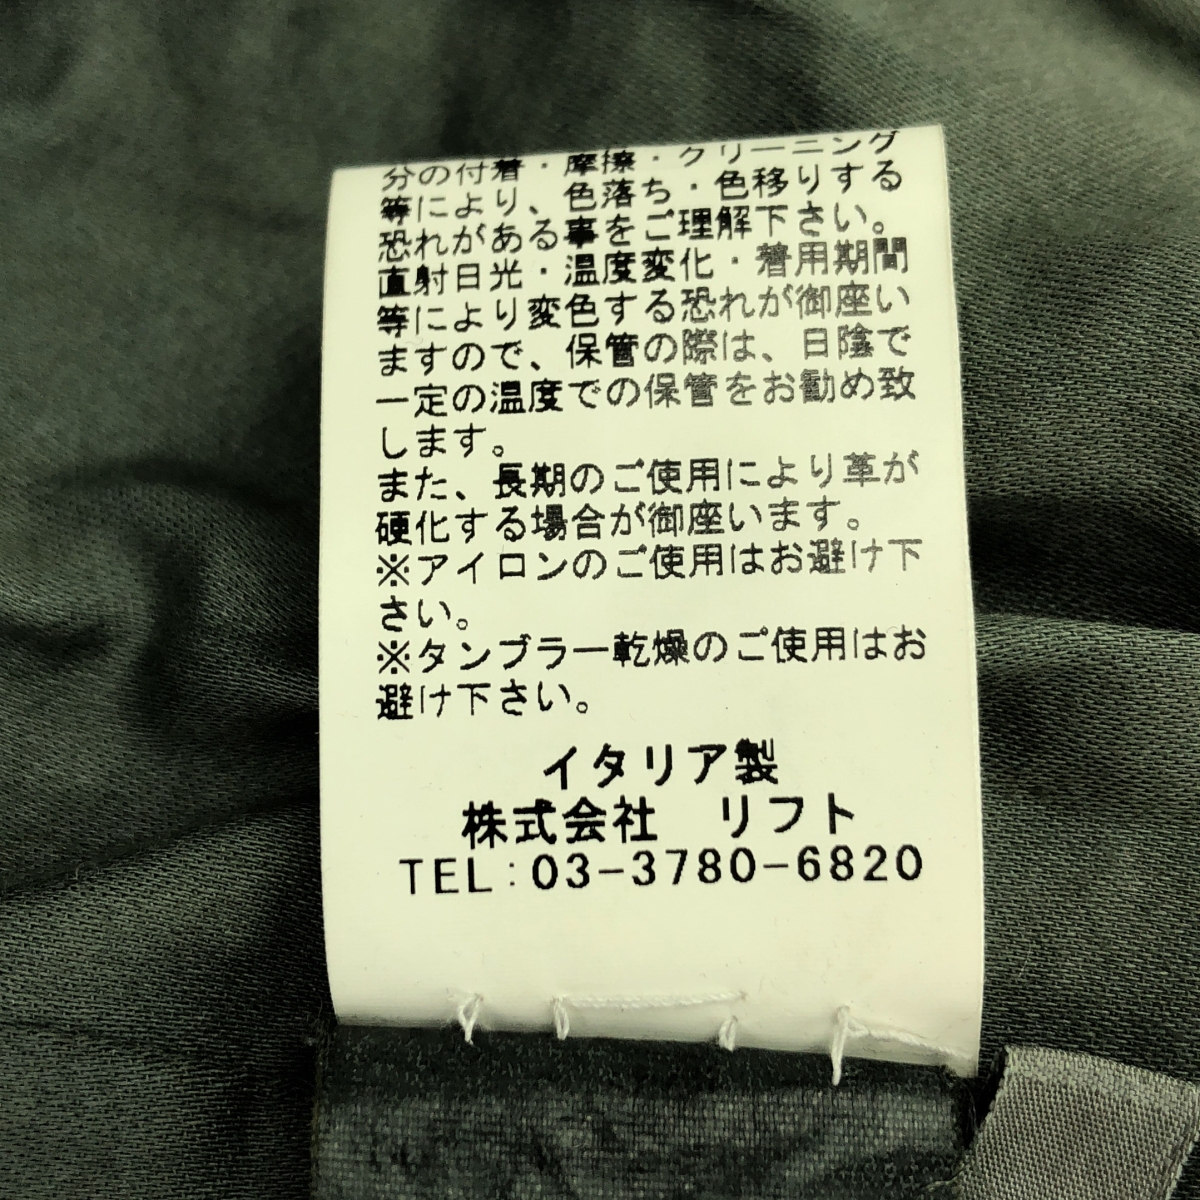 分の付着・摩擦・クリーニング
等により、色落ち・色移りする
恐れがある事をご理解下さい。
直射日光・温度変化・着用期間
等により変色する恐れが御座い
ますので、保管の際は、日陰で
一定の温度での保管をお勧め致
します。
また、長期のご使用により革が
硬化する場合が御座います。
※アイロンのご使用はお避け下
さい。
※タンブラー乾燥のご使用はお
避け下さい。
イタリア製
株式会社　リフト
TEL:03-3780-6820